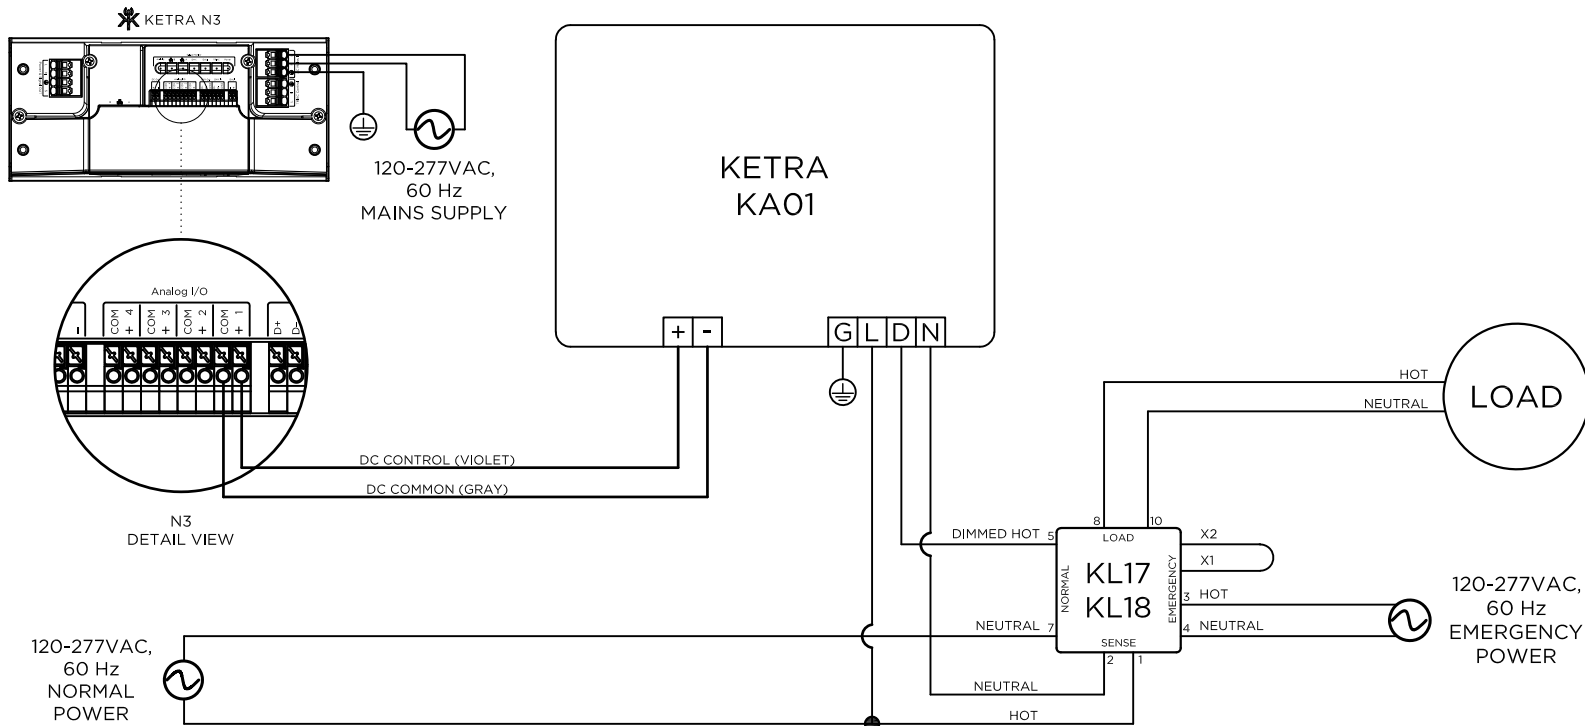 KETRA N3
120-277VAC,
60 Hz
MAINS SUPPLY
KETRA
KA01
+ -
G L D N
Analog I/O
- COM + 4 COM + 3 COM + 2 COM + 1 D+ D-
DC CONTROL (VIOLET)
DC COMMON (GRAY)
N3
DETAIL VIEW
HOT
NEUTRAL
LOAD
8 10
LOAD
DIMMED HOT 5
X2
X1
NORMAL
KL17
KL18
EMERGENCY
3 HOT
NEUTRAL 7
4 NEUTRAL
SENSE
2 1
120-277VAC,
60 Hz
EMERGENCY
POWER
120-277VAC,
60 Hz
NORMAL
POWER
NEUTRAL
HOT